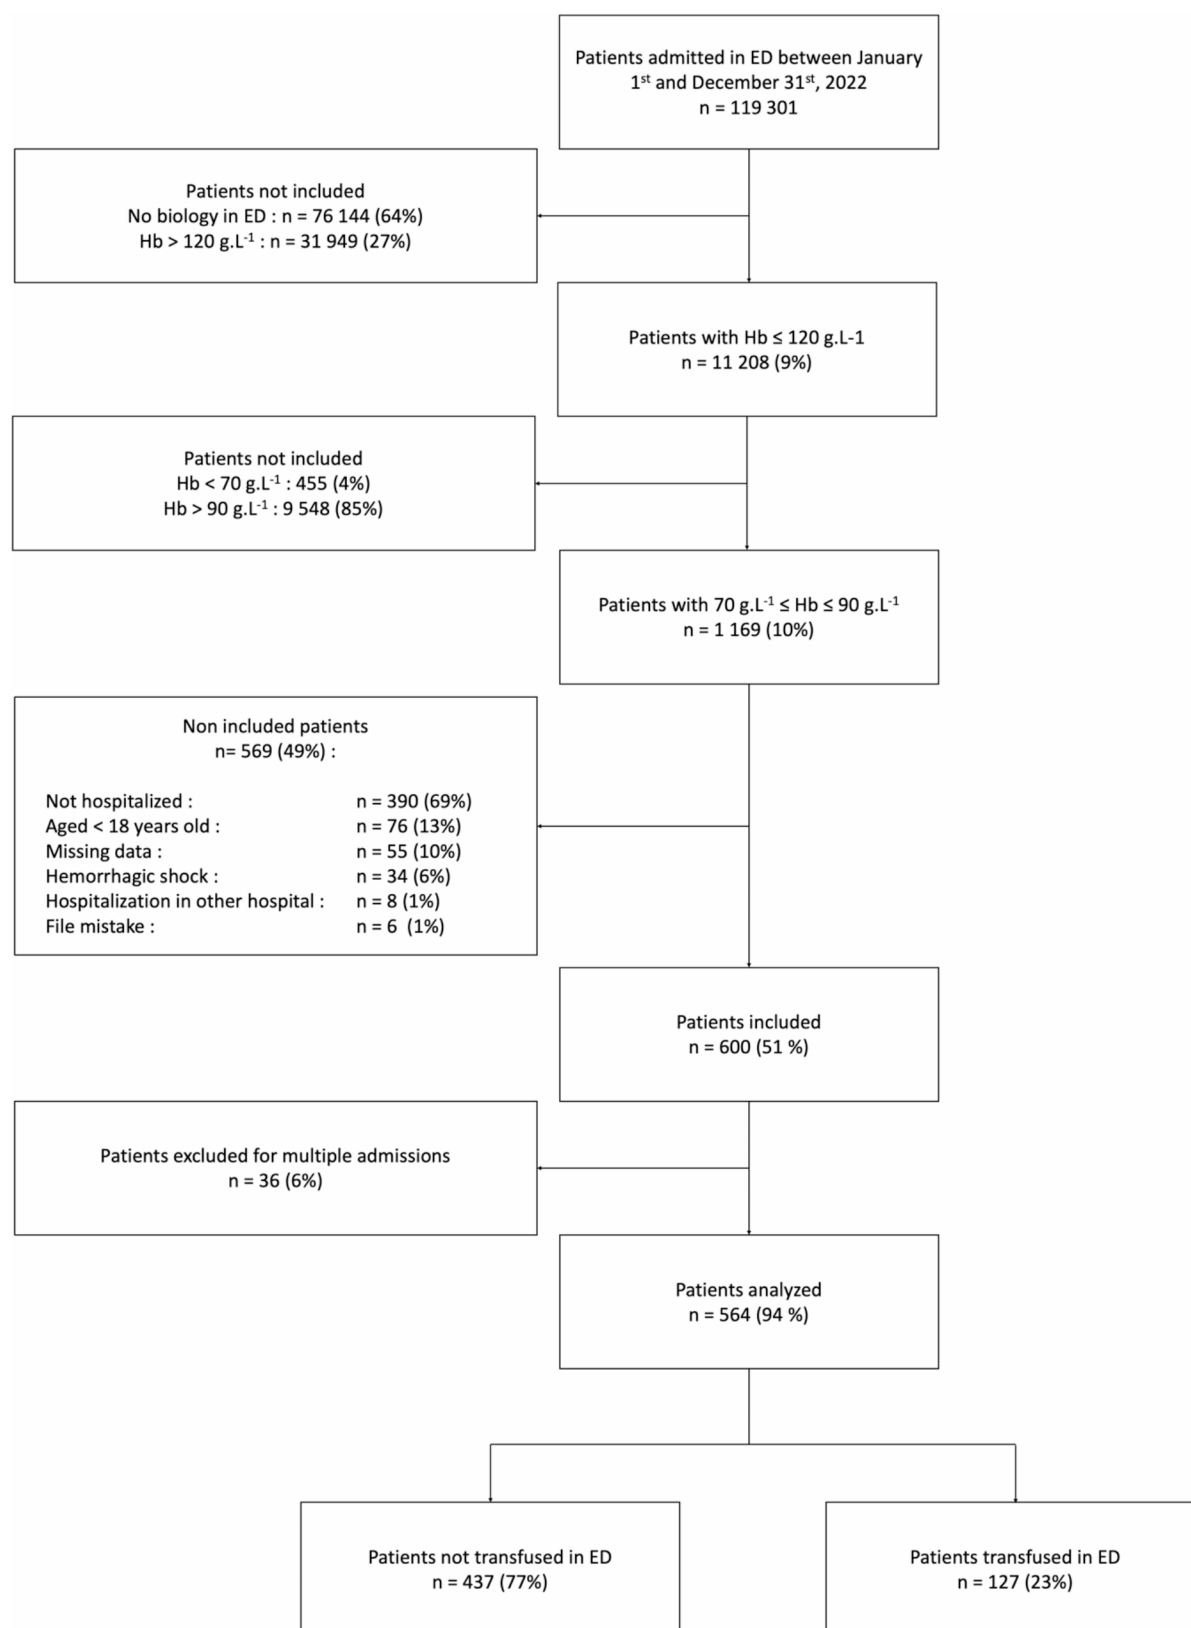 Patients admitted in ED between January
1st and December 31st, 2022
n = 119 301
Patients not included
No biology in ED : n = 76 144 (64%)
Hb > 120 g.L-1 : n = 31 949 (27%)
Patients with Hb ≤ 120 g.L-1
n = 11 208 (9%)
Patients not included
Hb < 70 g.L-1 : 455 (4%)
Hb > 90 g.L-1 : 9 548 (85%)
Patients with 70 g.L-1 ≤ Hb ≤ 90 g.L-1
n = 1 169 (10%)
Non included patients
n= 569 (49%) :
Not hospitalized : n = 390 (69%)
Aged < 18 years old : n = 76 (13%)
Missing data : n = 55 (10%)
Hemorrhagic shock : n = 34 (6%)
Hospitalization in other hospital : n = 8 (1%)
File mistake : n = 6 (1%)
Patients included
n = 600 (51 %)
Patients excluded for multiple admissions
n = 36 (6%)
Patients analyzed
n = 564 (94 %)
Patients not transfused in ED
n = 437 (77%)
Patients transfused in ED
n = 127 (23%)